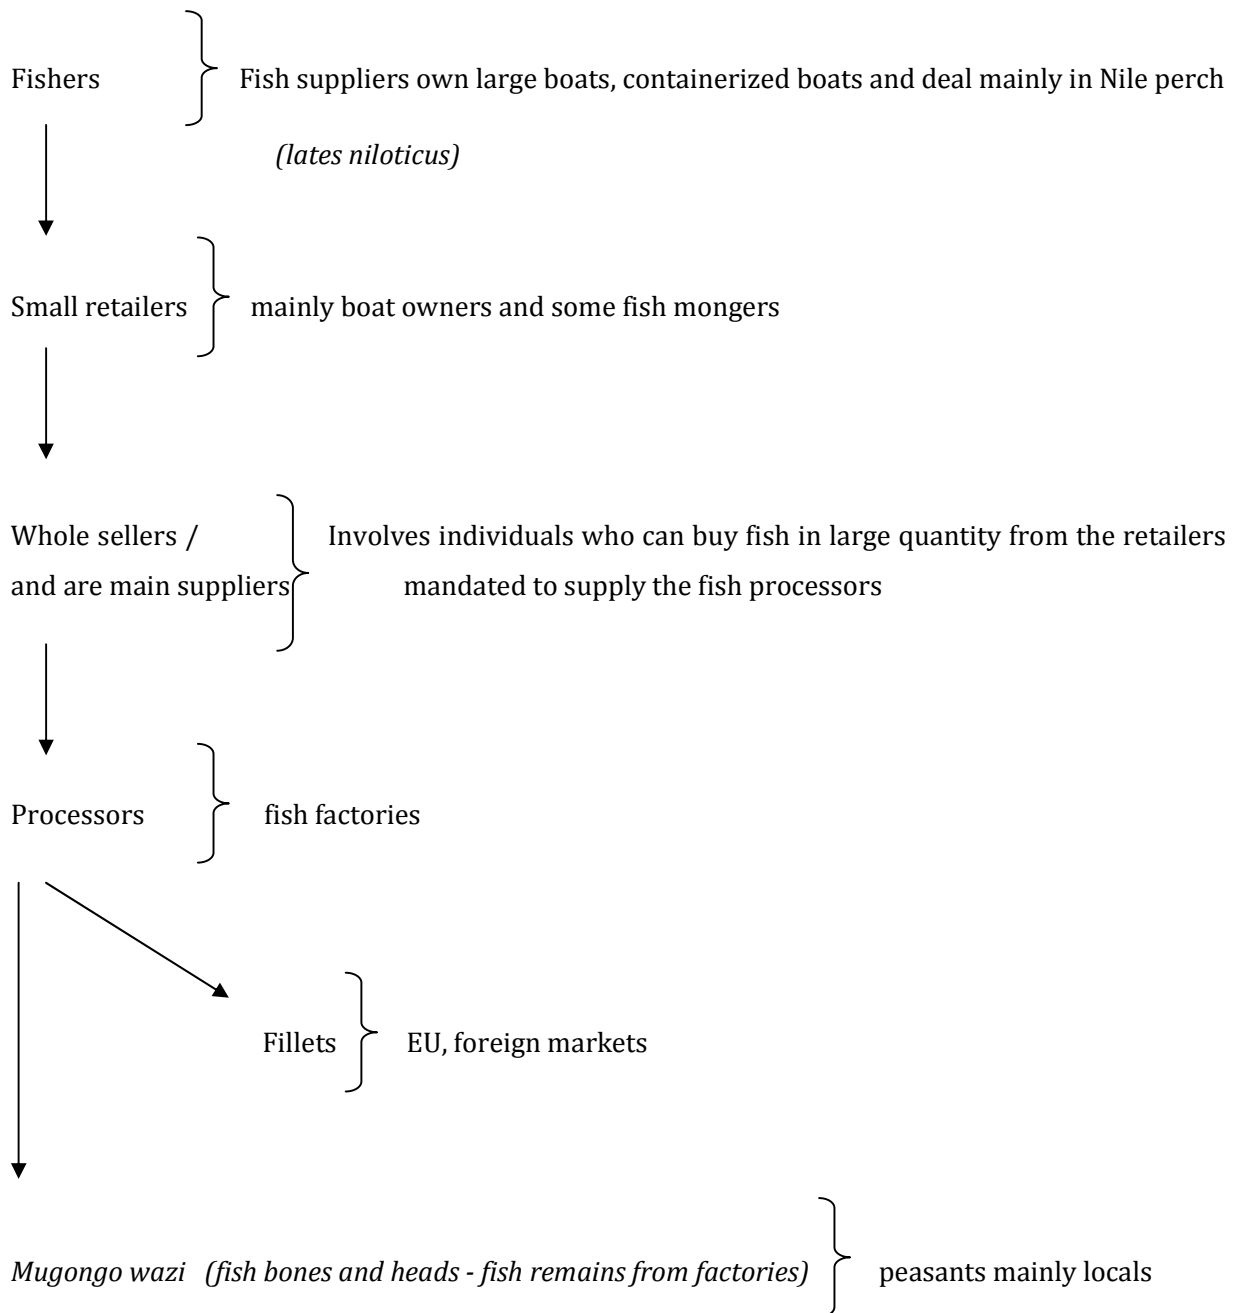 Fishers Fish suppliers own large boats, containerized boats and deal mainly in Nile perch
(lates niloticus)
Small retailers mainly boat owners and some fish mongers
Whole sellers / Involves individuals who can buy fish in large quantity from the retailers
and are main suppliers mandated to supply the fish processors
Processors fish factories
Fillets EU, foreign markets
Mugongo wazi (fish bones and heads - fish remains from factories) peasants mainly locals